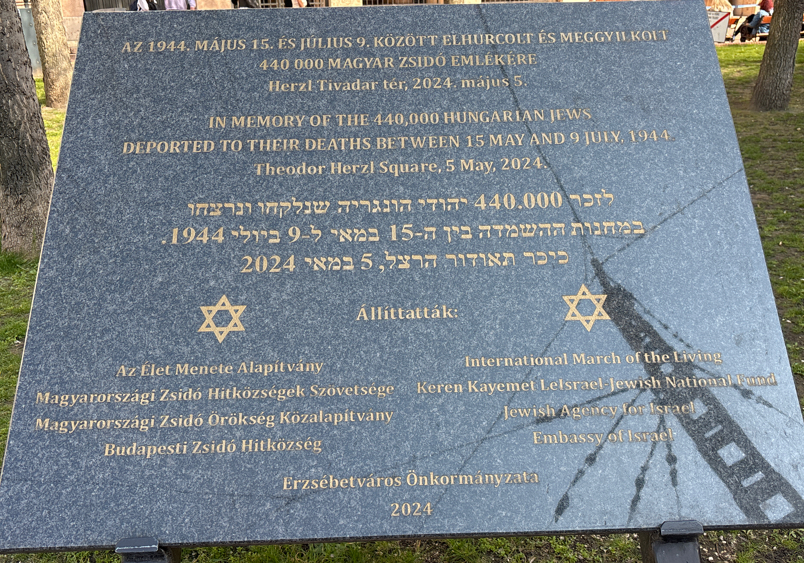 AZ 1944. MÁJUS 15. ÉS JÚLIUS 9. KÖZÖTT ELHURCOLT ÉS MEGGYILKOLT
440 000 MAGYAR ZSIDÓ EMLÉKÉRE
Herzl Tivadar tér, 2024. május 5.
IN MEMORY OF THE 440,000 HUNGARIAN JEWS
DEPORTED TO THEIR DEATHS BETWEEN 15 MAY AND 9 JULY, 1944.
Theodor Herzl Square, 5 May, 2024.
לזכר 440.000 יהודי הונגריה שנלקחו ונרצחו
במחנות ההשמדה בין ה-15 במאי ל-9 ביולי 1944.
כיכר תאודור הרצל, 5 במאי 2024
Állíttatták:
Az Élet Menete Alapítvány
Magyarországi Zsidó Hitközségek Szövetsége
Magyarországi Zsidó Örökség Közalapítvány
Budapesti Zsidó Hitközség
International March of the Living
Keren Kayemet LeIsrael-Jewish National Fund
Jewish Agency for Israel
Embassy of Israel
Erzsébetváros Önkormányzata
2024